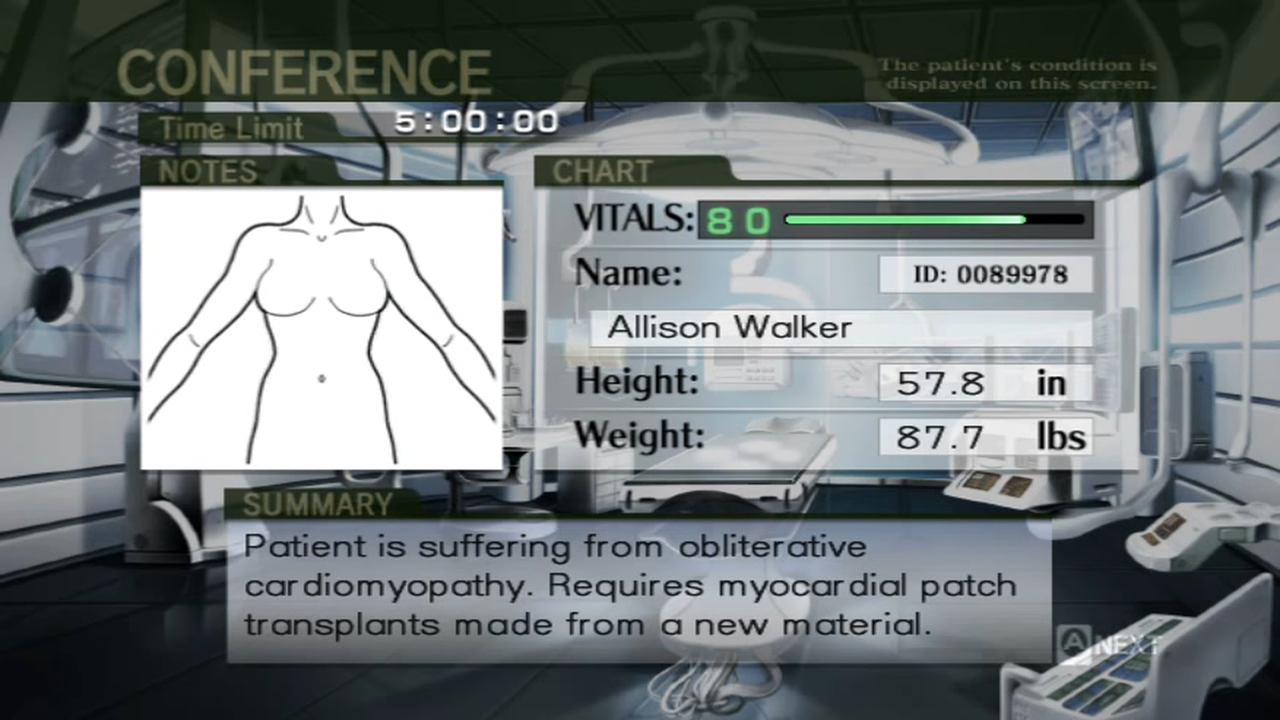 CONFERENCE
The patient's condition is
displayed on this screen.
Time Limit 5:00:00
NOTES
CHART
VITALS: 80
Name: ID: 0089978
Allison Walker
Height: 57.8 in
Weight: 87.7 lbs
SUMMARY
Patient is suffering from obliterative
cardiomyopathy. Requires myocardial patch
transplants made from a new material.
A NEXT